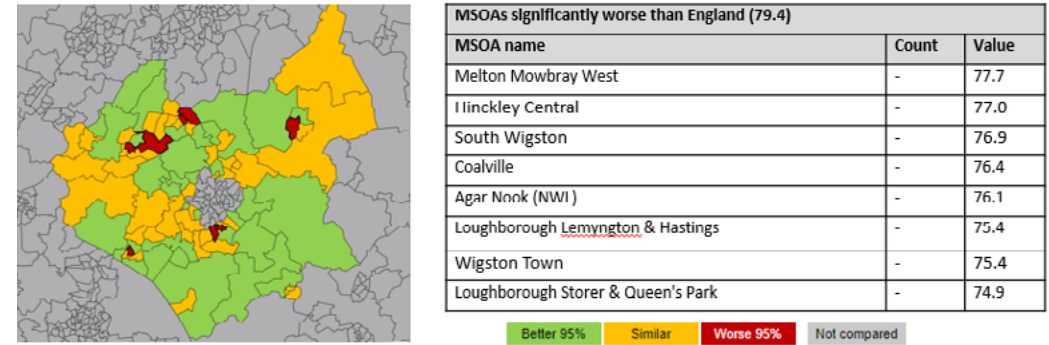 MSOAs significantly worse than England (79.4)
MSOA name Count Value
Melton Mowbray West - 77.7
Hinckley Central - 77.0
South Wigston - 76.9
Coalville - 76.4
Agar Nook (NWL) - 76.1
Loughborough Lemyngton & Hastings - 75.4
Wigston Town - 75.4
Loughborough Storer & Queen's Park - 74.9
Better 95% Similar Worse 95% Not compared